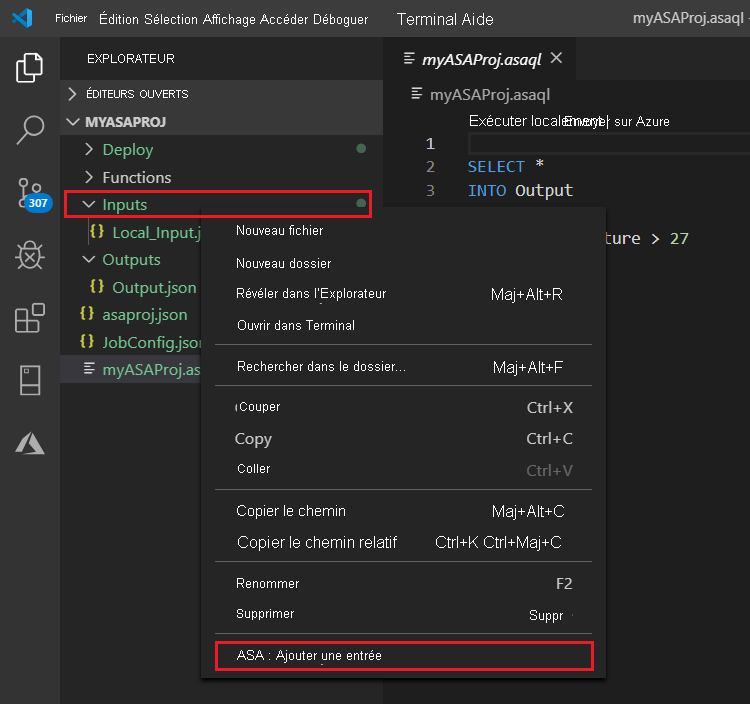 Fichier Édition Sélection Affichage Accéder Déboguer Terminal Aide myASAProj.asaql
EXPLORATEUR
ÉDITEURS OUVERTS
MYASAPROJ
Deploy
Functions
Inputs
Local_Input.j
Outputs
Output.json
asaproj.json
JobConfig.json
myASAProj.as
307
myASAProj.asaql
myASAProj.asaql
Exécuter localement | Envoyer sur Azure
1
2 SELECT *
3 INTO Output
ture > 27
Nouveau fichier
Nouveau dossier
Révéler dans l'Explorateur Maj+Alt+R
Ouvrir dans Terminal
Rechercher dans le dossier... Maj+Alt+F
Couper Ctrl+X
Copy Ctrl+C
Coller Ctrl+V
Copier le chemin Maj+Alt+C
Copier le chemin relatif Ctrl+K Ctrl+Maj+C
Renommer F2
Supprimer Suppr
ASA : Ajouter une entrée